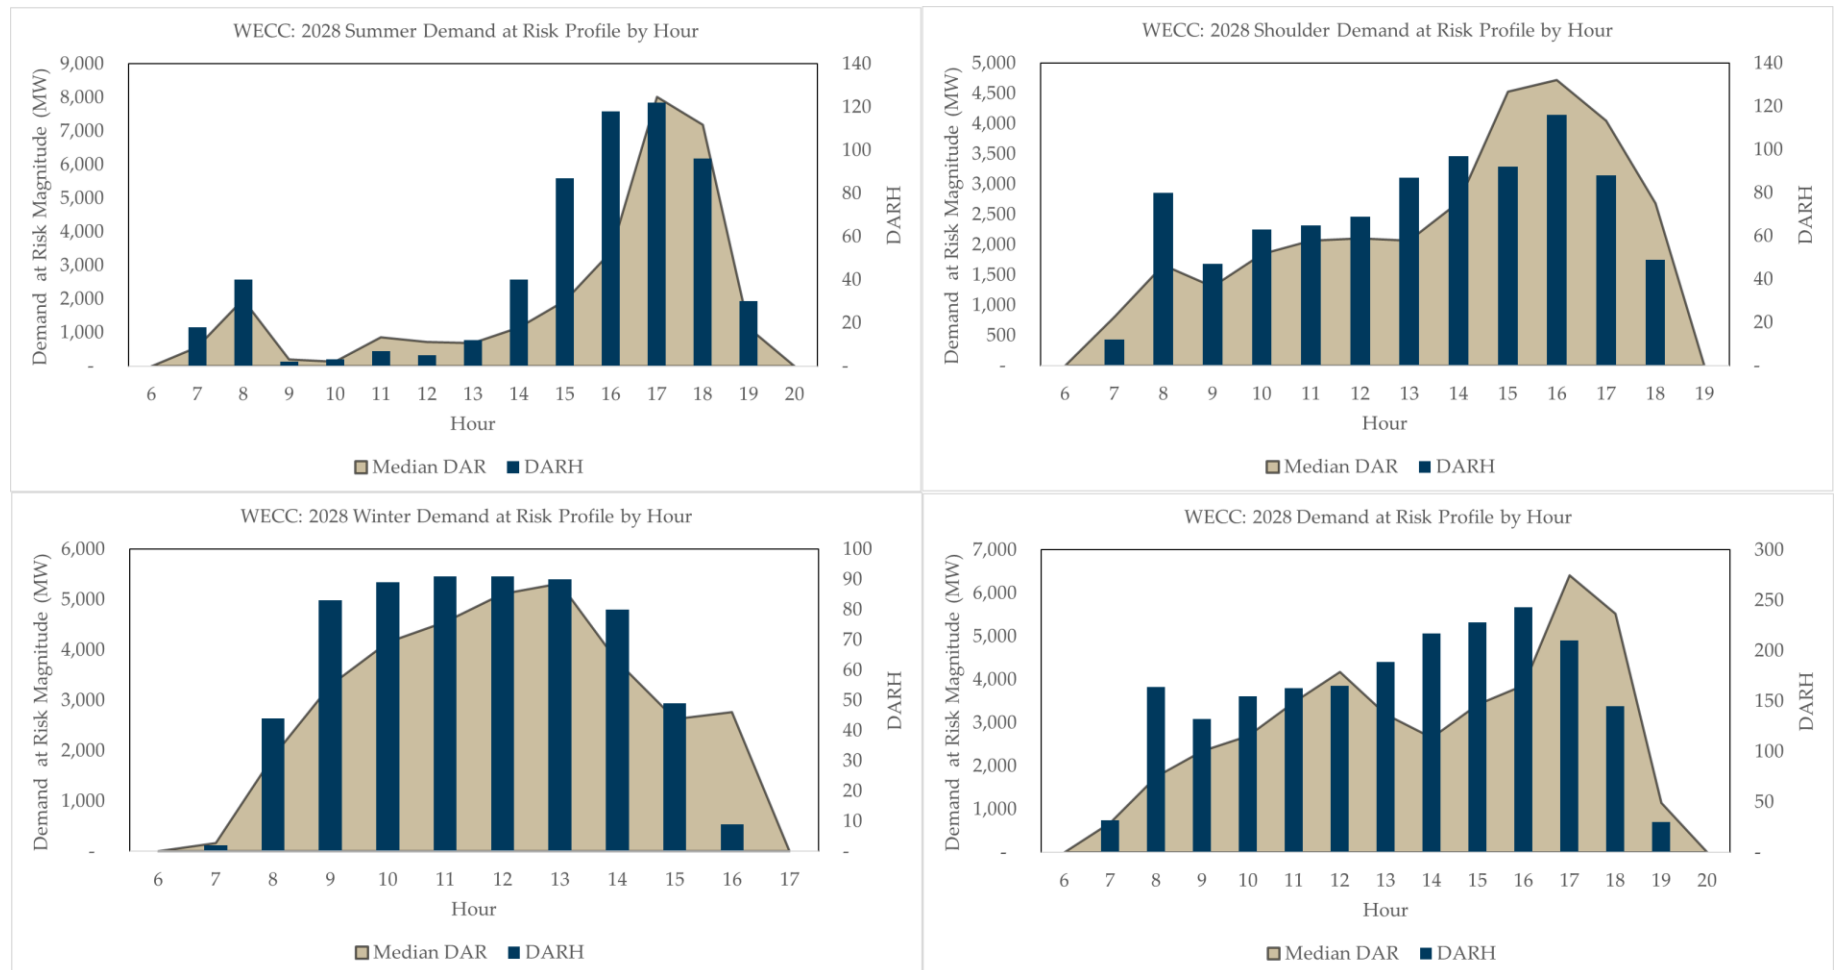 WECC: 2028 Summer Demand at Risk Profile by Hour
Demand at Risk Magnitude (MW)
9,000
8,000
7,000
6,000
5,000
4,000
3,000
2,000
1,000
-
140
120
100
80
60
40
20
-
DARH
6 7 8 9 10 11 12 13 14 15 16 17 18 19 20
Hour
Median DAR DARH
WECC: 2028 Shoulder Demand at Risk Profile by Hour
Demand at Risk Magnitude (MW)
5,000
4,500
4,000
3,500
3,000
2,500
2,000
1,500
1,000
500
-
140
120
100
80
60
40
20
-
DARH
6 7 8 9 10 11 12 13 14 15 16 17 18 19
Hour
Median DAR DARH
WECC: 2028 Winter Demand at Risk Profile by Hour
Demand at Risk Magnitude (MW)
6,000
5,000
4,000
3,000
2,000
1,000
-
100
90
80
70
60
50
40
30
20
10
-
DARH
6 7 8 9 10 11 12 13 14 15 16 17
Hour
Median DAR DARH
WECC: 2028 Demand at Risk Profile by Hour
Demand at Risk Magnitude (MW)
7,000
6,000
5,000
4,000
3,000
2,000
1,000
-
300
250
200
150
100
50
-
DARH
6 7 8 9 10 11 12 13 14 15 16 17 18 19 20
Hour
Median DAR DARH